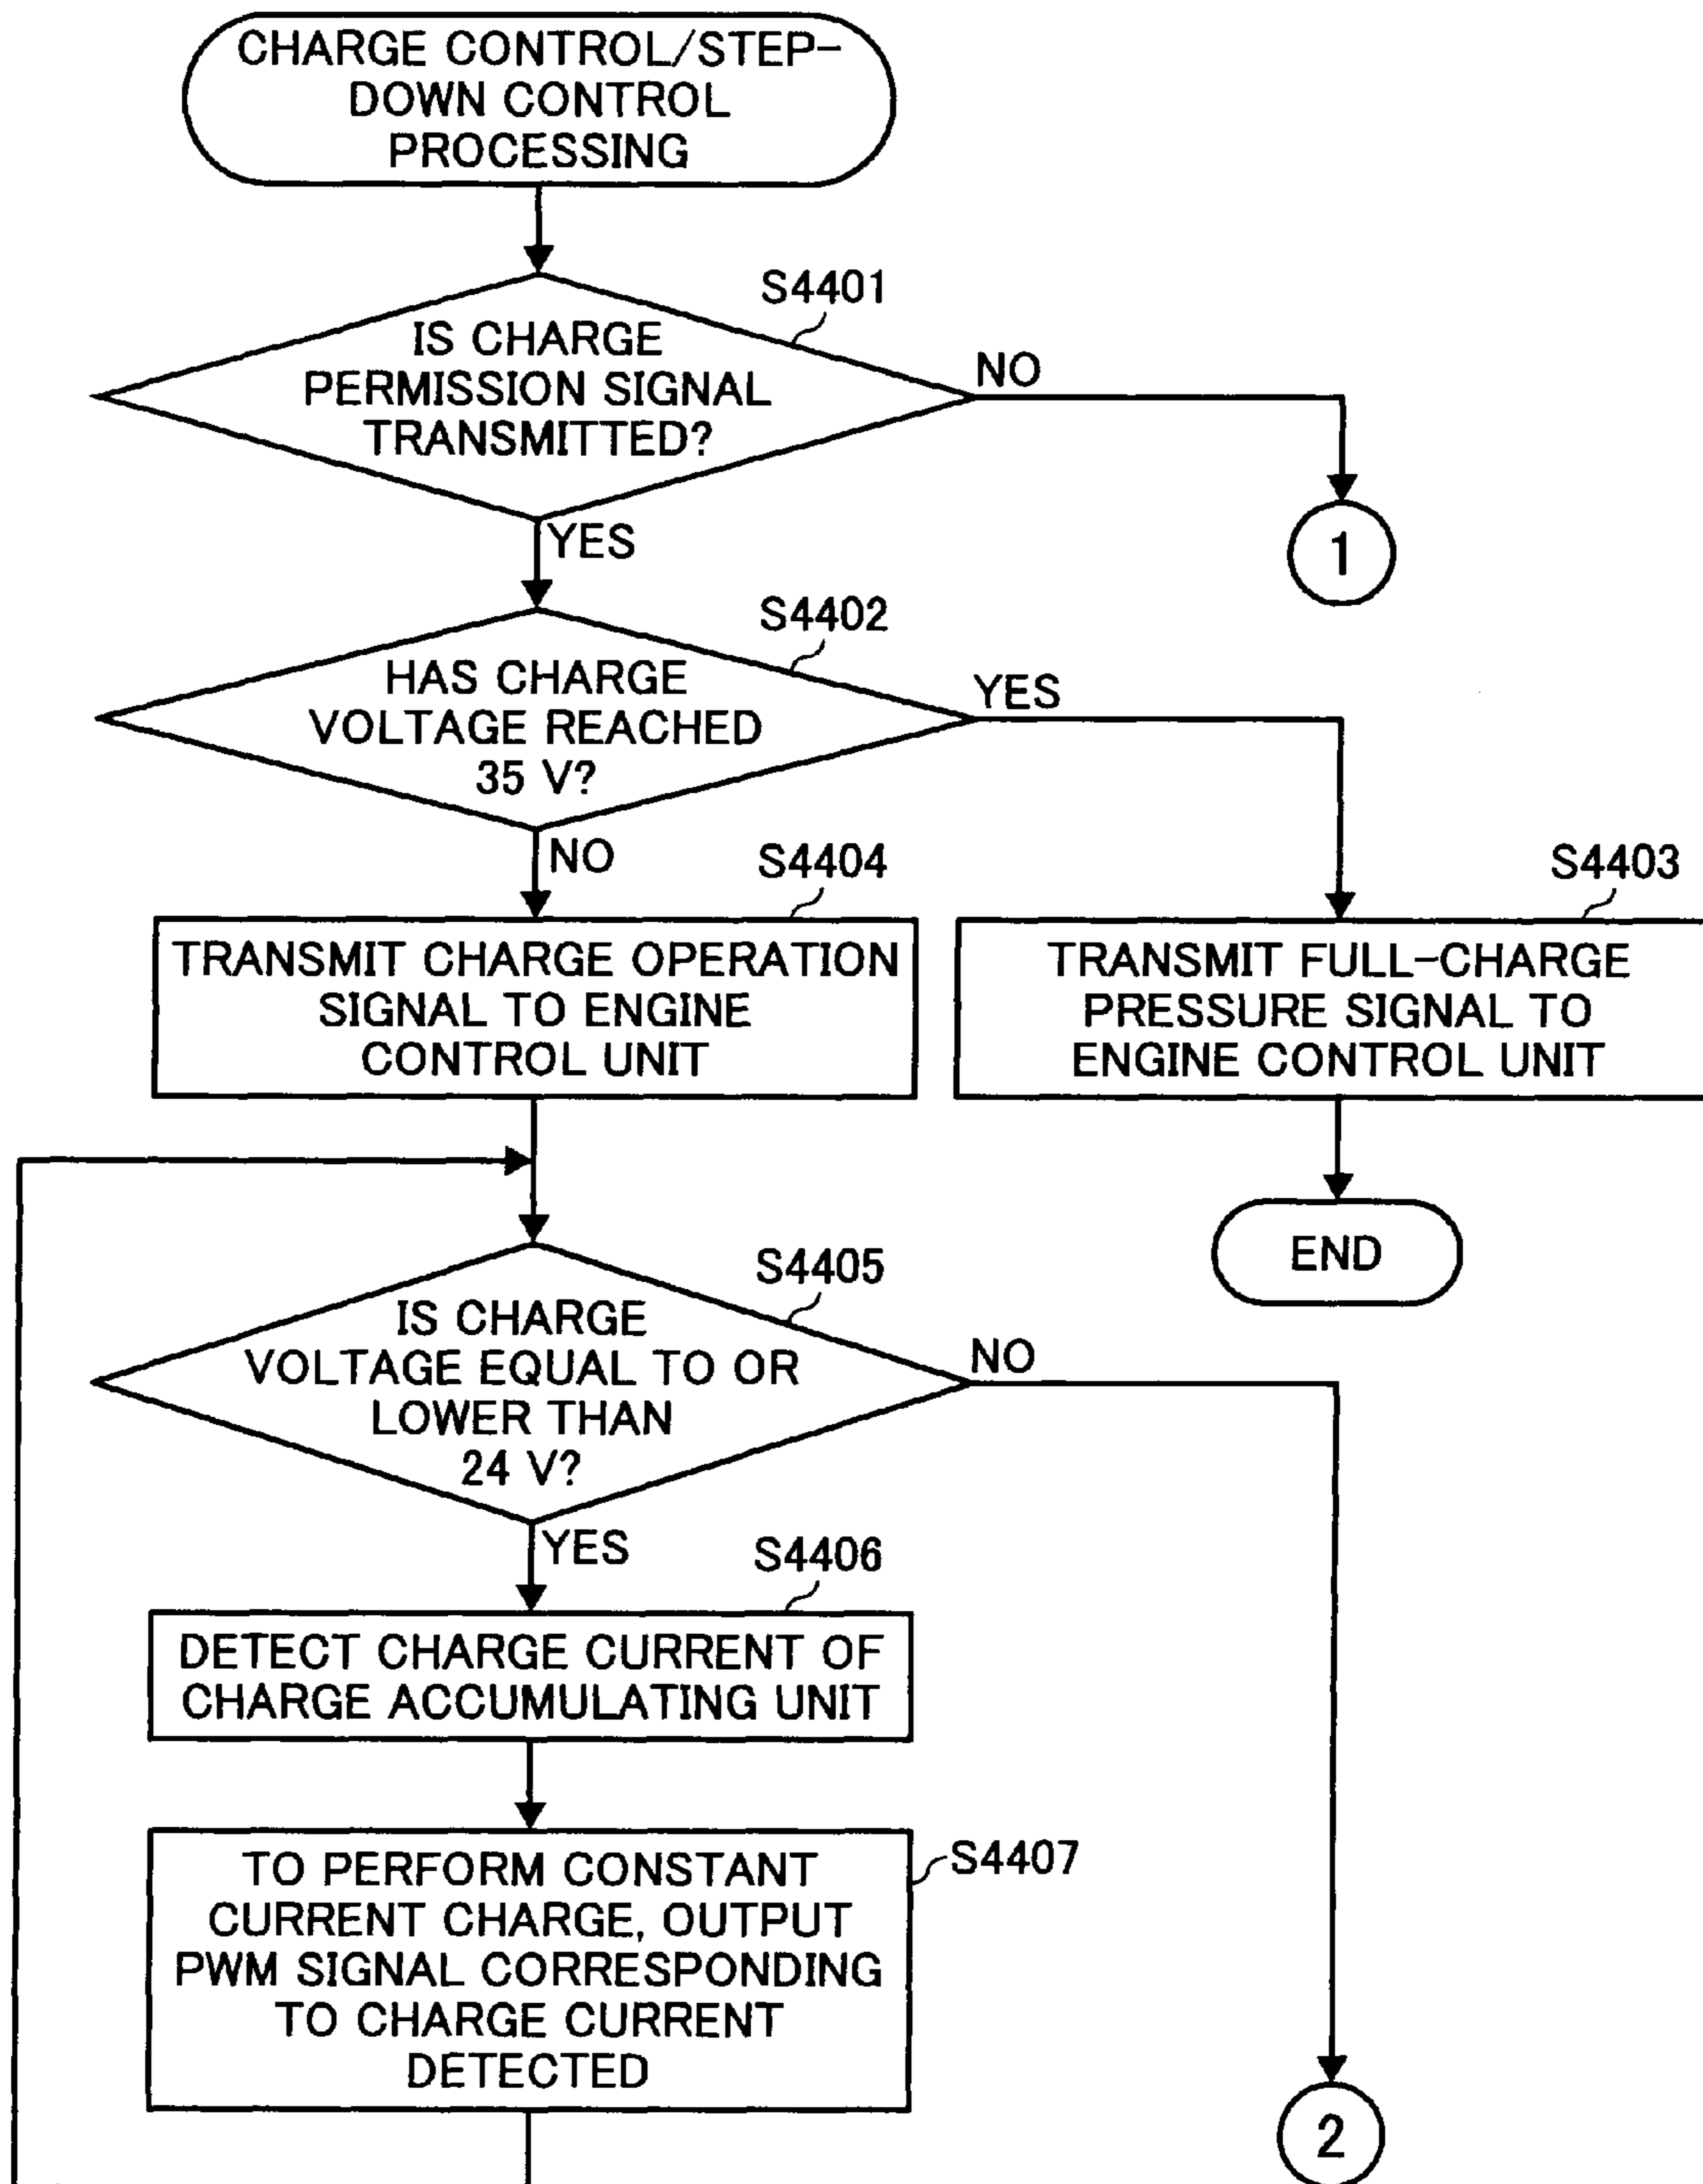 CHARGE CONTROL/STEP-
DOWN CONTROL
PROCESSING
S4401
IS CHARGE
PERMISSION SIGNAL
TRANSMITTED?
NO
1
YES
S4402
HAS CHARGE
VOLTAGE REACHED
35 V?
YES
NO
S4404
TRANSMIT CHARGE OPERATION
SIGNAL TO ENGINE
CONTROL UNIT
S4403
TRANSMIT FULL-CHARGE
PRESSURE SIGNAL TO
ENGINE CONTROL UNIT
END
S4405
IS CHARGE
VOLTAGE EQUAL TO OR
LOWER THAN
24 V?
NO
YES
S4406
DETECT CHARGE CURRENT OF
CHARGE ACCUMULATING UNIT
S4407
TO PERFORM CONSTANT
CURRENT CHARGE, OUTPUT
PWM SIGNAL CORRESPONDING
TO CHARGE CURRENT
DETECTED
2